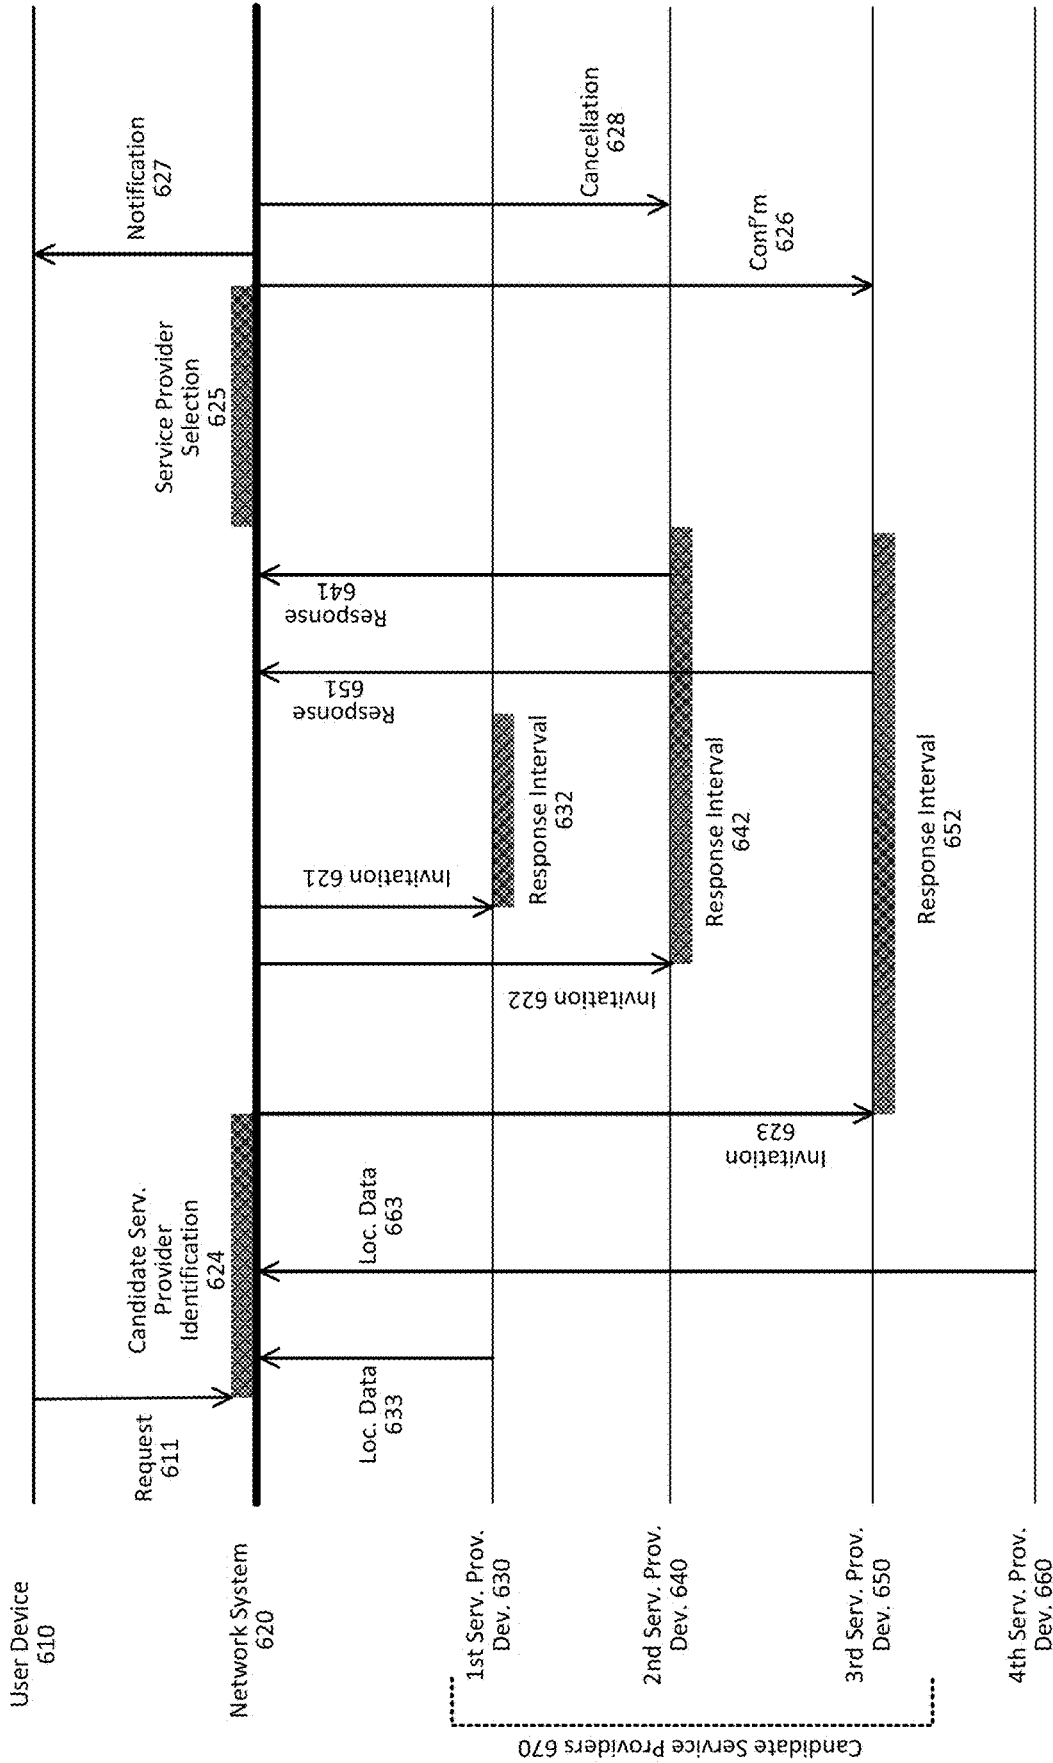 User Device
610
Network System
620
1st Serv. Prov.
Dev. 630
2nd Serv. Prov.
Dev. 640
3rd Serv. Prov.
Dev. 650
4th Serv. Prov.
Dev. 660
Candidate Service Providers 670
Request
611
Candidate Serv.
Provider
Identification
624
Loc. Data
633
Loc. Data
663
Invitation
623
Invitation 622
Invitation 621
Response Interval
632
Response Interval
642
Response Interval
652
Response
651
Response
641
Service Provider
Selection
625
Conf'm
626
Notification
627
Cancellation
628